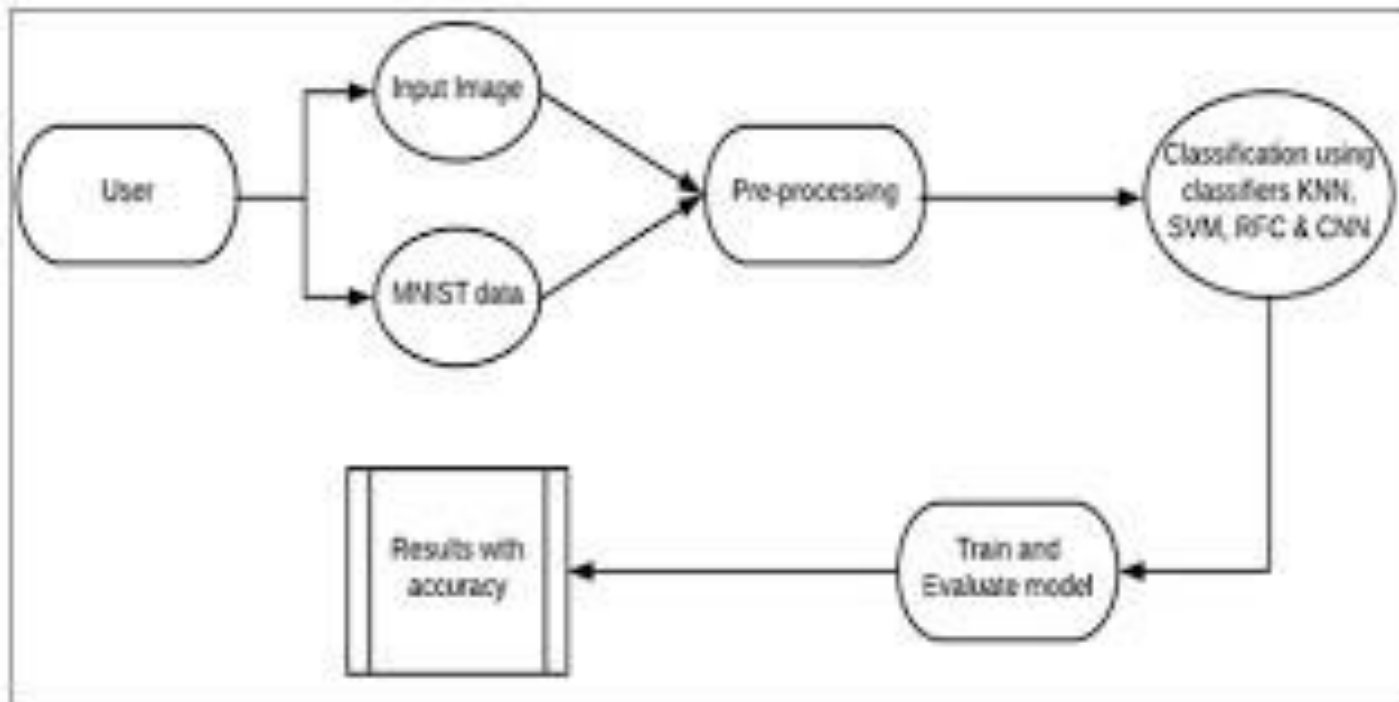 Input Image
User
Pre-processing
Classification using
classifiers KNN,
SVM, RFC & CNN
MNIST data
Results with
accuracy
Train and
Evaluate model